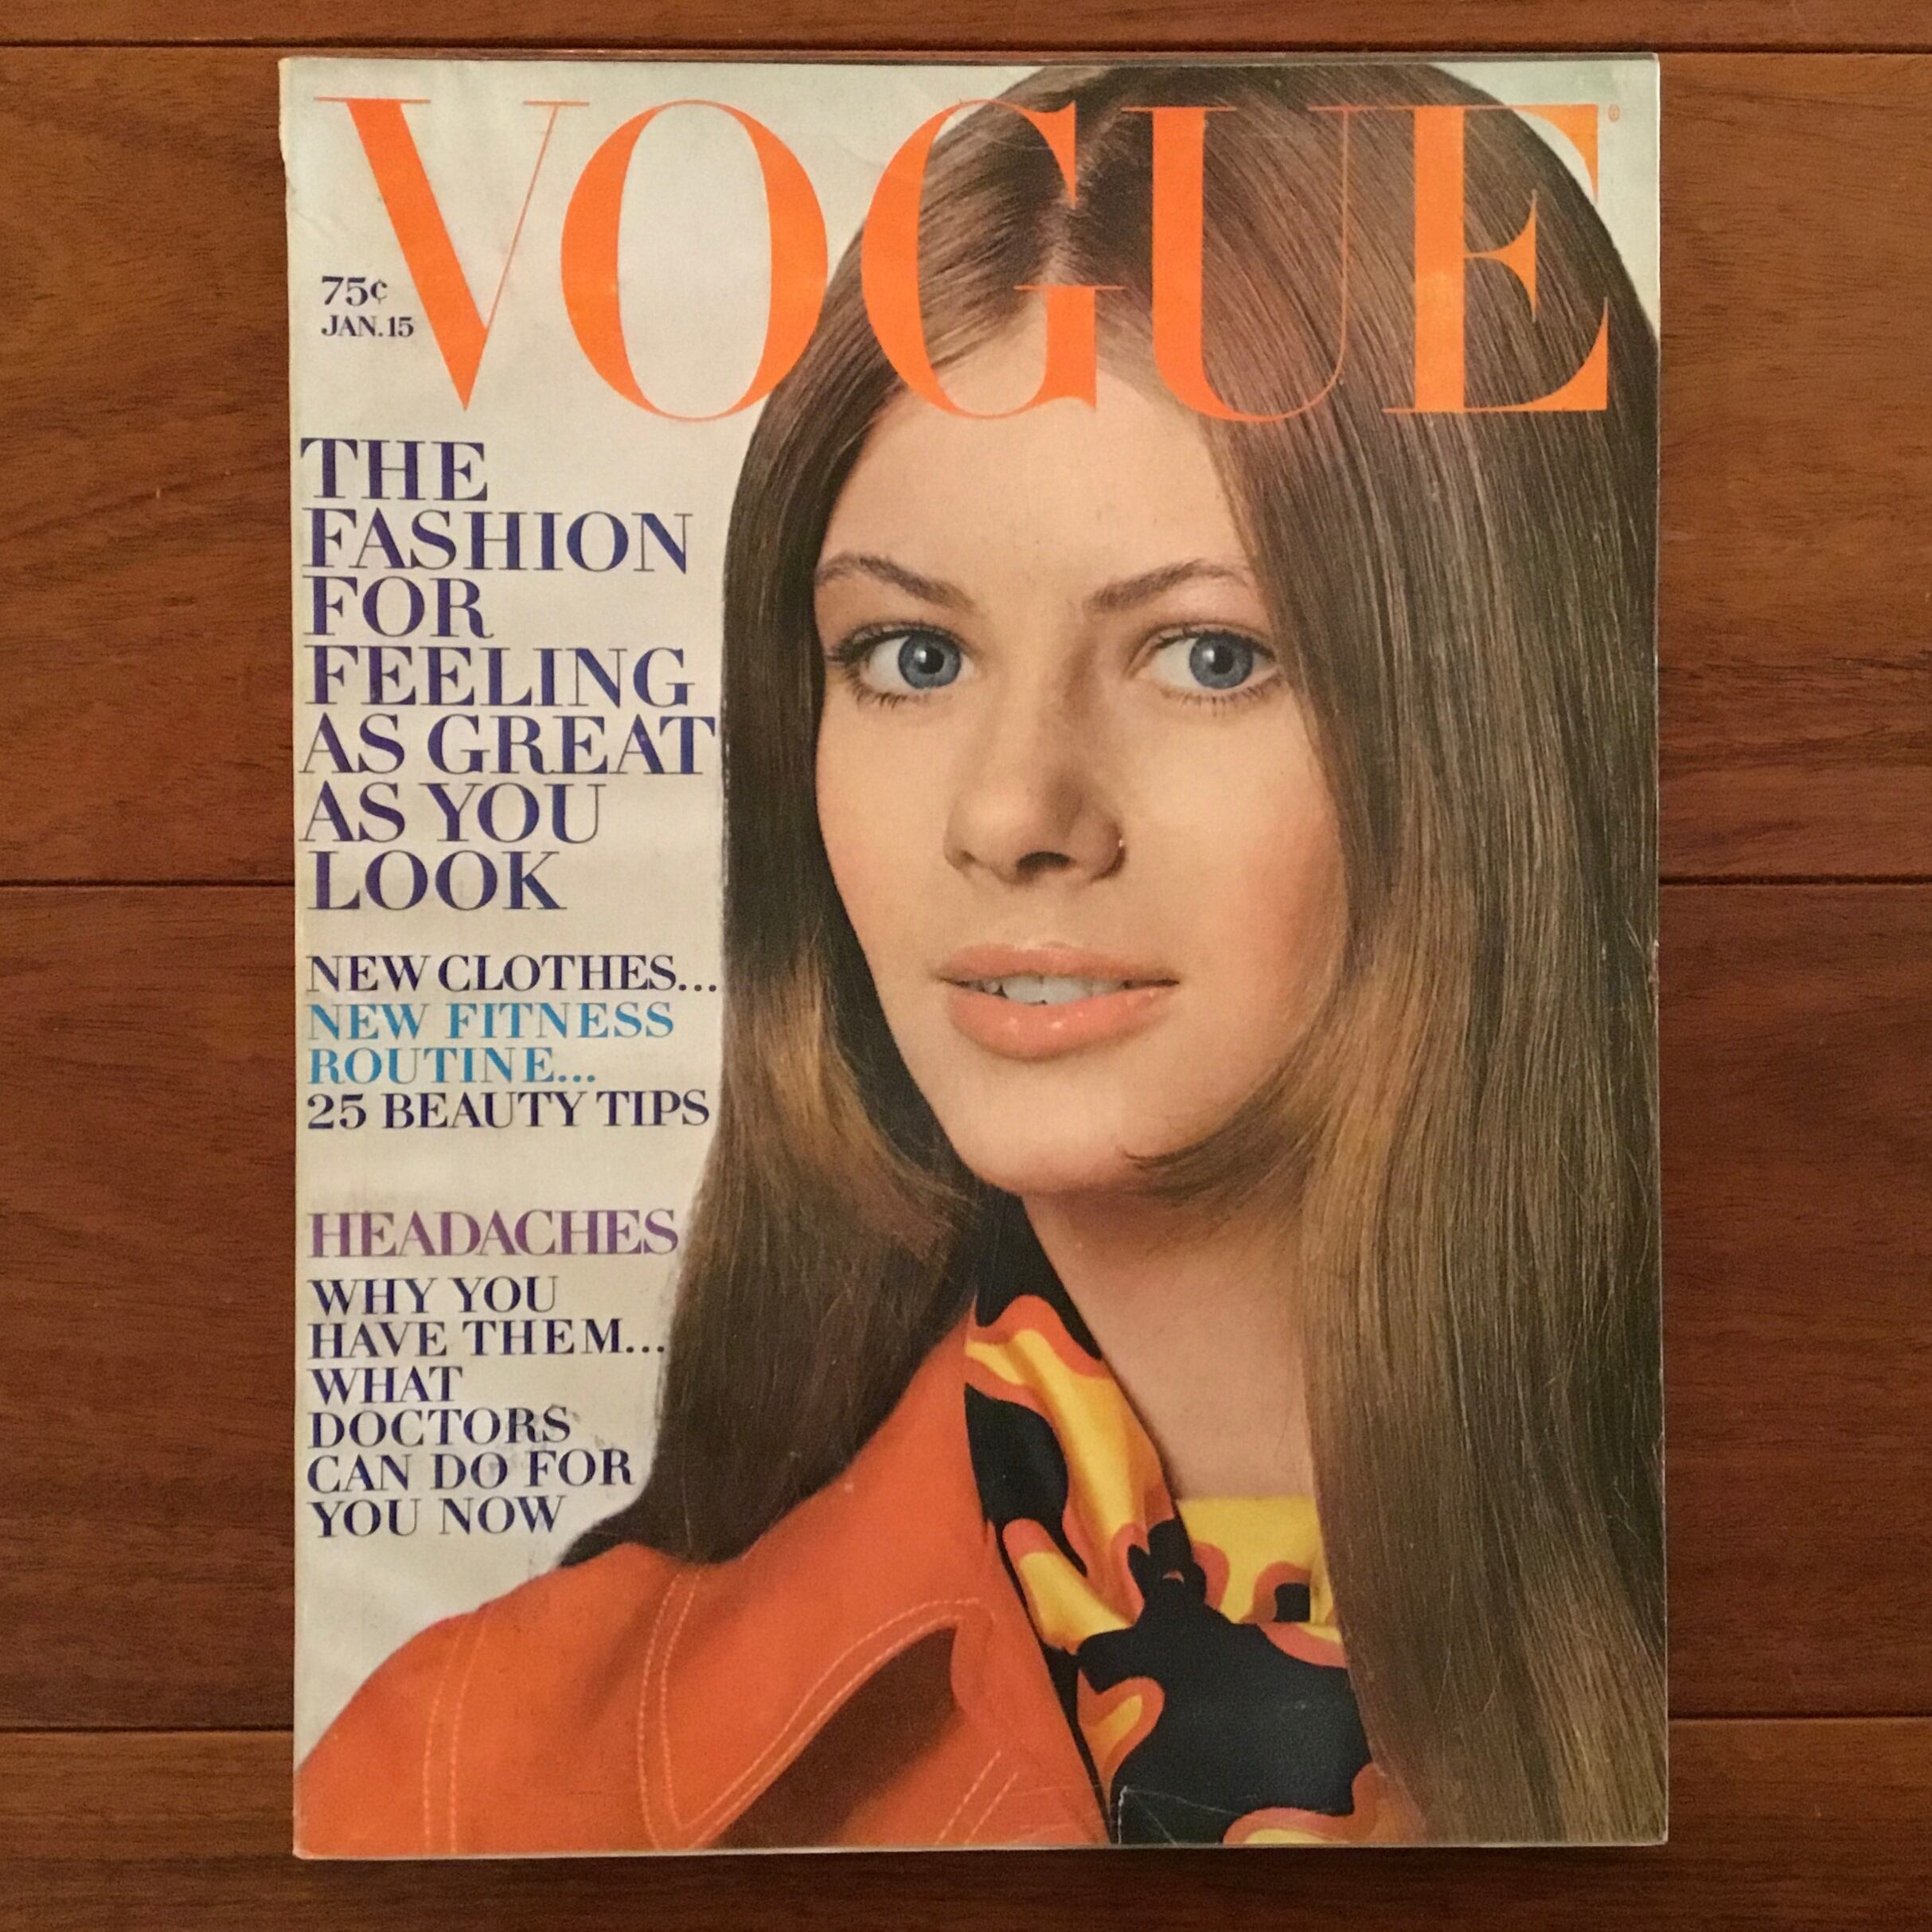 VOGUE®
75¢
JAN.15
THE
FASHION
FOR
FEELING
AS GREAT
AS YOU
LOOK
NEW CLOTHES...
NEW FITNESS
ROUTINE...
25 BEAUTY TIPS
HEADACHES
WHY YOU
HAVE THEM...
WHAT
DOCTORS
CAN DO FOR
YOU NOW